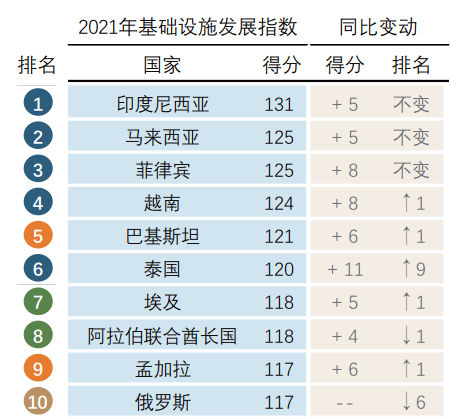 2021年基础设施发展指数 同比变动
排名 国家 得分 得分 排名
1 印度尼西亚 131 + 5 不变
2 马来西亚 125 + 5 不变
3 菲律宾 125 + 8 不变
4 越南 124 + 8 ↑1
5 巴基斯坦 121 + 6 ↑1
6 泰国 120 + 11 ↑9
7 埃及 118 + 5 ↑1
8 阿拉伯联合酋长国 118 + 4 ↓1
9 孟加拉 117 + 6 ↑1
10 俄罗斯 117 -- ↓6